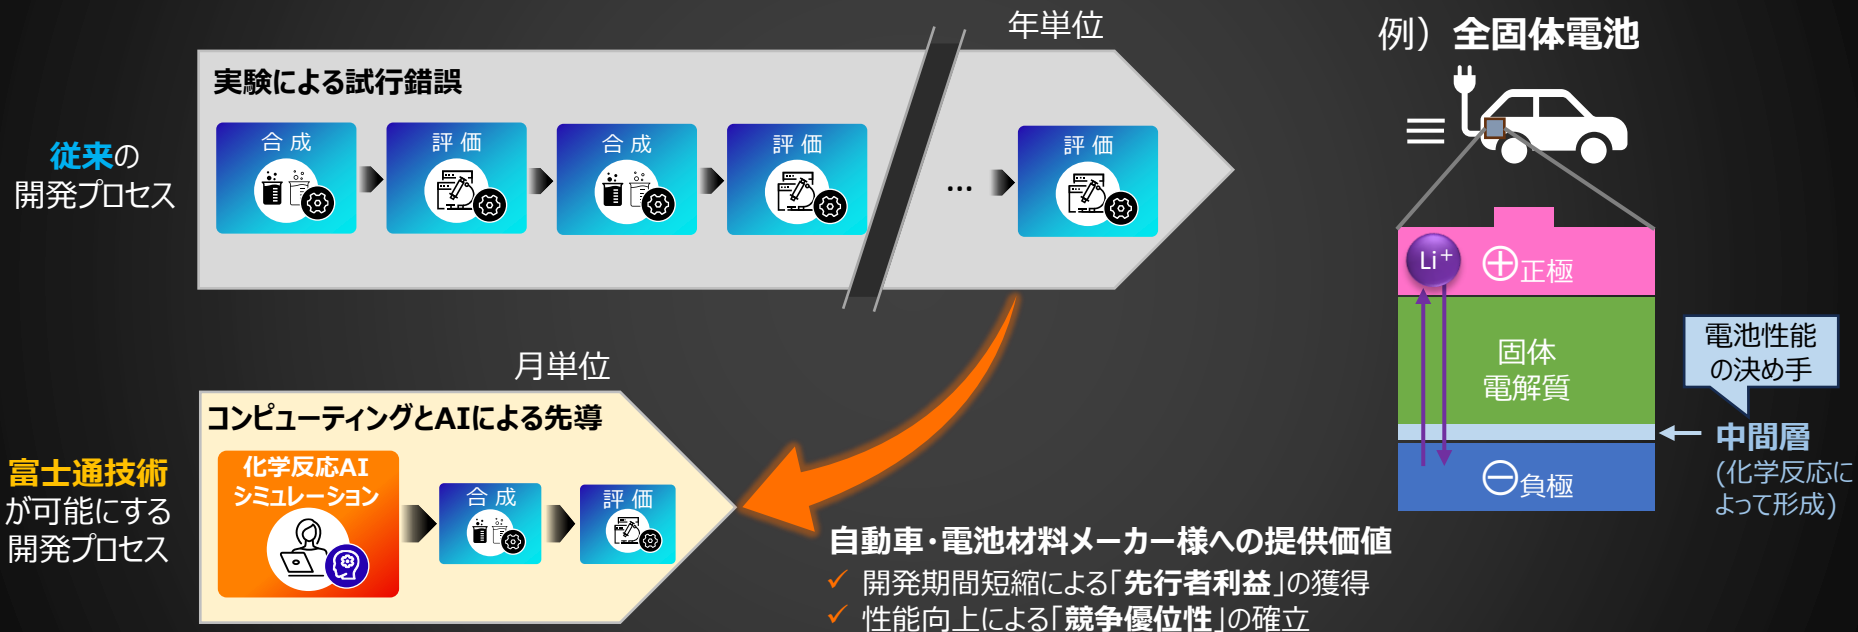 年単位
実験による試行錯誤
合成
評価
合成
評価
…
評価
従来の
開発プロセス
月単位
コンピューティングとAIによる先導
化学反応AI
シミュレーション
合成
評価
富士通技術
が可能にする
開発プロセス
自動車・電池材料メーカー様への提供価値
✓ 開発期間短縮による「先行者利益」の獲得
✓ 性能向上による「競争優位性」の確立
例）全固体電池
Li⁺
⊕正極
固体
電解質
⊖負極
電池性能
の決め手
中間層
(化学反応に
よって形成)